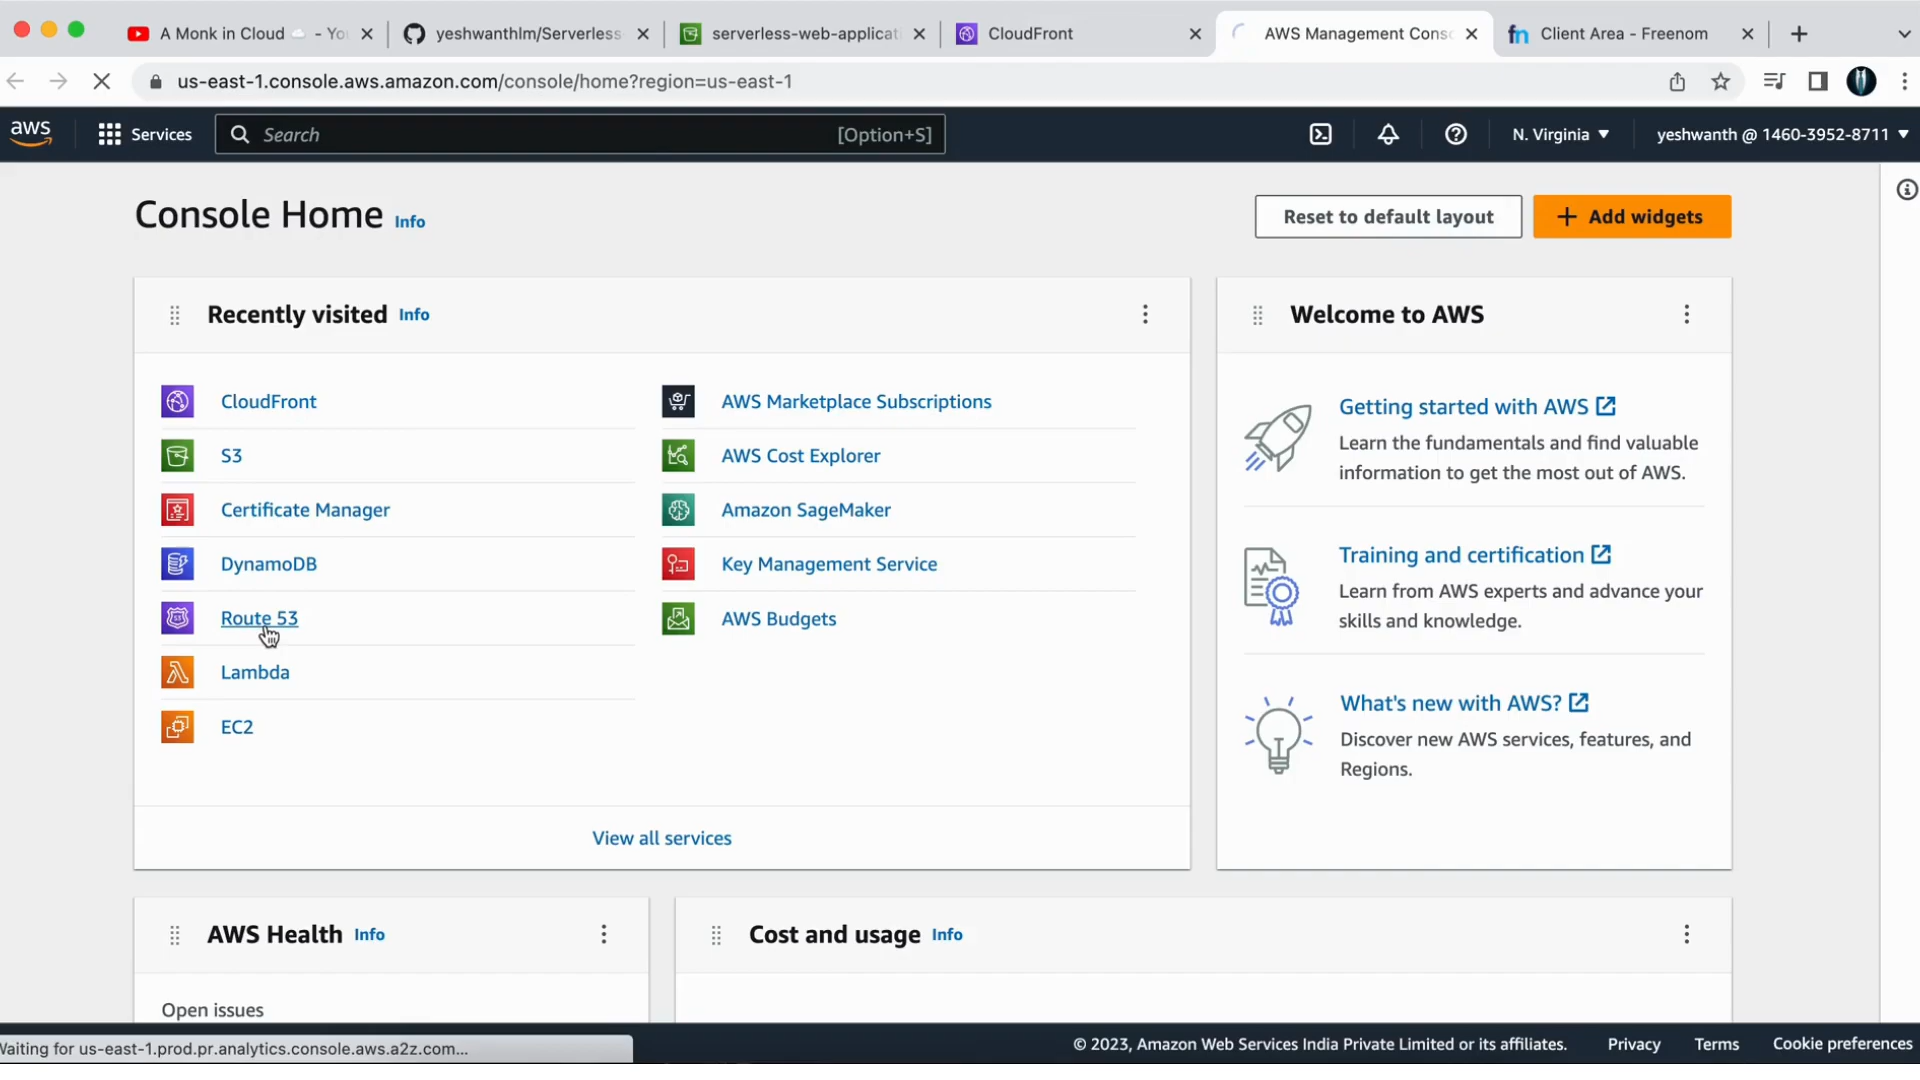 A Monk in Cloud
yeshwanthlm/Serverless
serverless-web-applicat
CloudFront
AWS Management Conso
fn
Client Area - Freenom
us-east-1.console.aws.amazon.com/console/home?region=us-east-1
aws
Services
Search
[Option+S]
N. Virginia
yeshwanth @ 1460-3952-8711
Console Home
Info
Reset to default layout
Add widgets
Recently visited
Info
CloudFront
S3
Certificate Manager
DynamoDB
Route 53
Lambda
EC2
AWS Marketplace Subscriptions
AWS Cost Explorer
Amazon SageMaker
Key Management Service
AWS Budgets
View all services
Welcome to AWS
Getting started with AWS
Learn the fundamentals and find valuable
information to get the most out of AWS.
Training and certification
Learn from AWS experts and advance your
skills and knowledge.
What's new with AWS?
Discover new AWS services, features, and
Regions.
AWS Health
Info
Open issues
Cost and usage
Info
Waiting for us-east-1.prod.pr.analytics.console.aws.a2z.com...
© 2023, Amazon Web Services India Private Limited or its affiliates.
Privacy
Terms
Cookie preferences